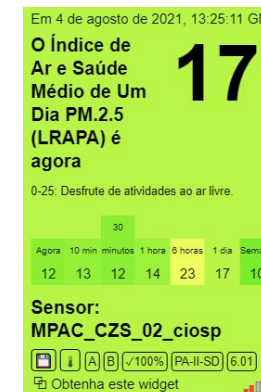 Em 4 de agosto de 2021, 13:25:11 GM
O Índice de
Ar e Saúde
Médio de Um
Dia PM.2.5
(LRAPA) é
agora
17
0-25: Desfrute de atividades ao ar livre.
30
Agora 10 min minutos 1 hora 6 horas 1 dia Sema
12 13 12 14 23 17 10
Sensor:
MPAC_CZS_02_ciosp
A B √100% PA-II-SD 6.01
Obtenha este widget